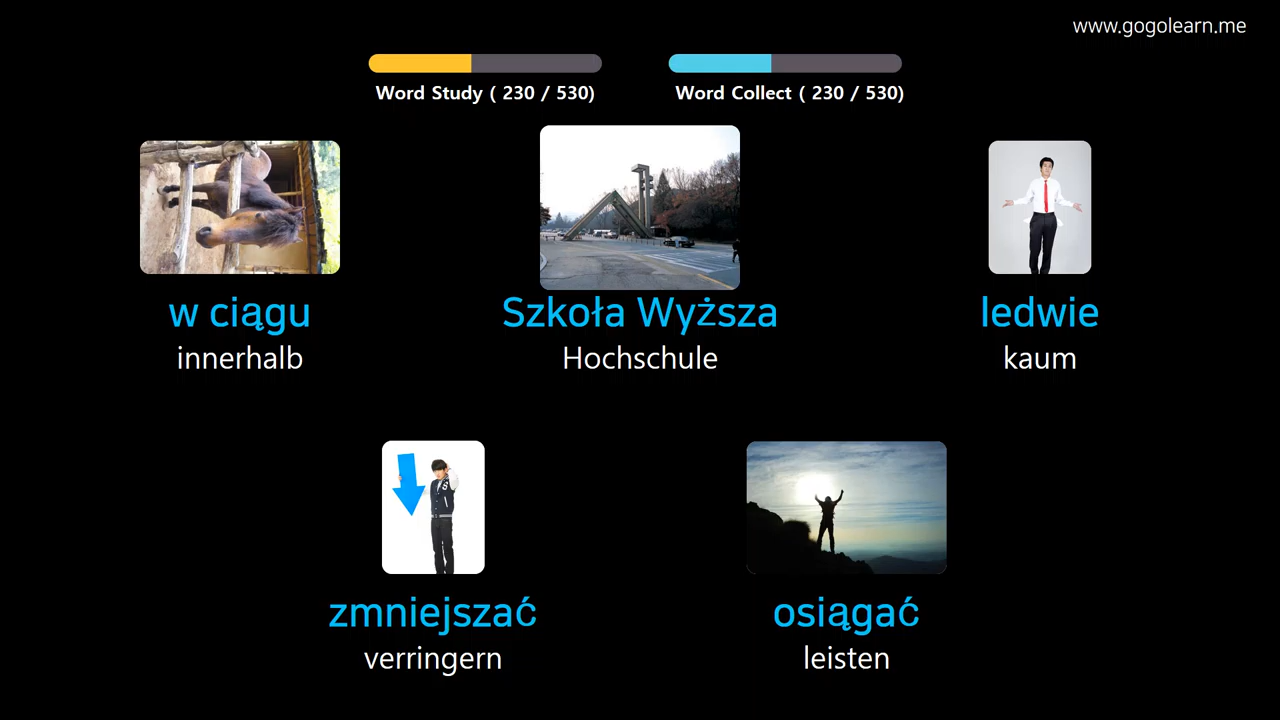 www.gogolearn.me
Word Study ( 230 / 530)
Word Collect ( 230 / 530)
w ciągu
innerhalb
Szkoła Wyższa
Hochschule
ledwie
kaum
zmniejszać
verringern
osiągać
leisten